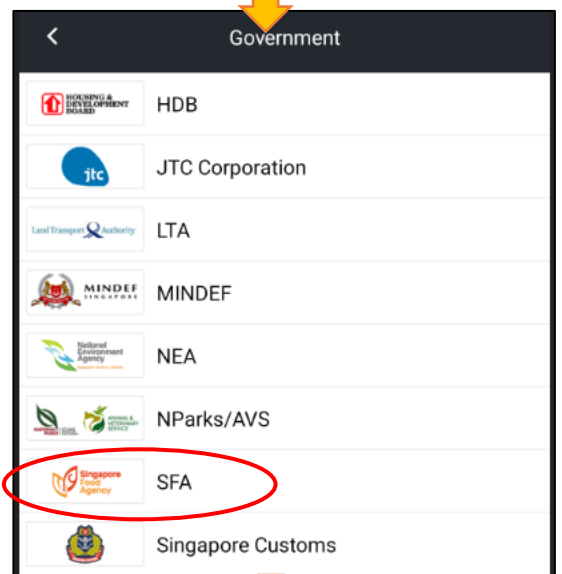 Government
HOUSING &
DEVELOPMENT
BOARD
HDB
jtc
JTC Corporation
Land Transport Authority
LTA
MINDEF
SINGAPORE
MINDEF
National
Environment
Agency
NEA
ANIMAL &
VETERINARY
SERVICE
NParks/AVS
Singapore
Food
Agency
SFA
Singapore Customs